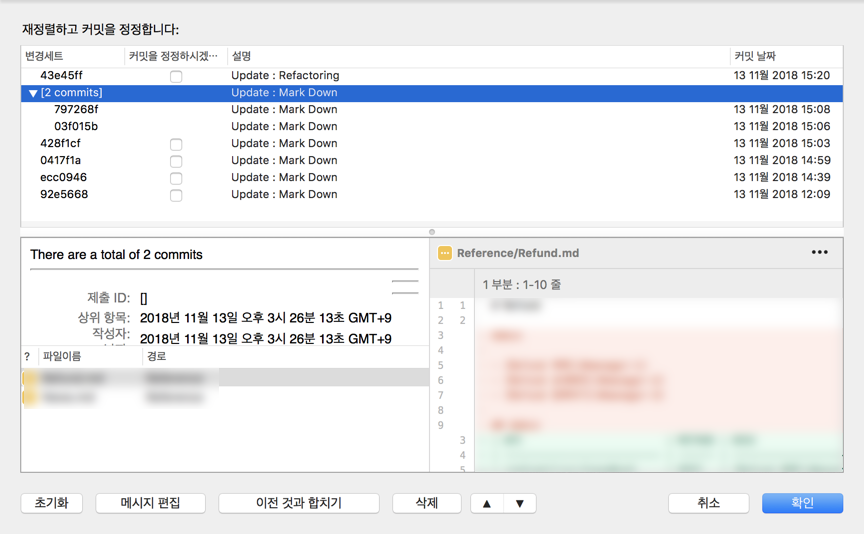 재정렬하고 커밋을 정정합니다:
변경세트 커밋을 정정하시겠… 설명 커밋 날짜
43e45ff Update : Refactoring 13 11월 2018 15:20
[2 commits] Update : Mark Down
797268f Update : Mark Down 13 11월 2018 15:08
03f015b Update : Mark Down 13 11월 2018 15:06
428f1cf Update : Mark Down 13 11월 2018 15:03
0417f1a Update : Mark Down 13 11월 2018 14:59
ecc0946 Update : Mark Down 13 11월 2018 14:39
92e5668 Update : Mark Down 13 11월 2018 12:09
There are a total of 2 commits
제출 ID: []
상위 항목: 2018년 11월 13일 오후 3시 26분 13초 GMT+9
작성자: 2018년 11월 13일 오후 3시 26분 13초 GMT+9
? 파일이름 경로
Reference/Refund.md
1 부분 : 1-10 줄
1 1
2 2
3
4
5
6
7
8
9
3
4
5
초기화 메시지 편집 이전 것과 합치기 삭제 ▲ ▼ 취소 확인